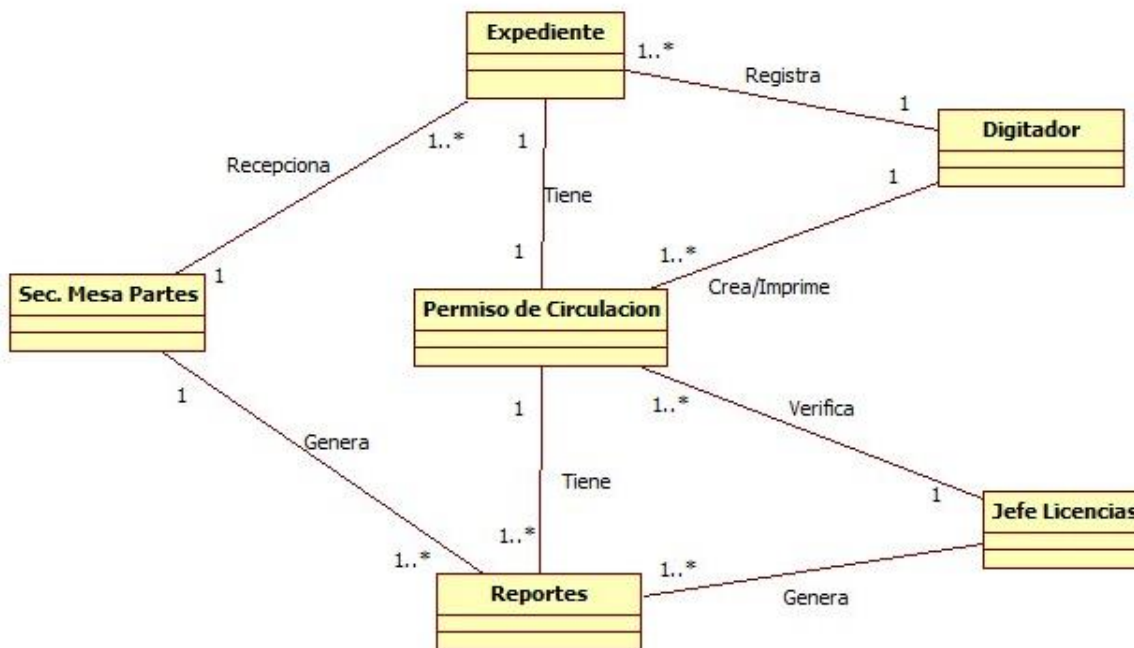 Expediente
1..*
Registra
1
Digitador
1..*
1
Recepciona
Tiene
1
1
1..*
1
1
Crea/Imprime
Sec. Mesa Partes
Permiso de Circulacion
1
1
1..*
Verifica
Genera
Tiene
1
Jefe Licencias
1..*
1..*
1..*
Genera
Reportes